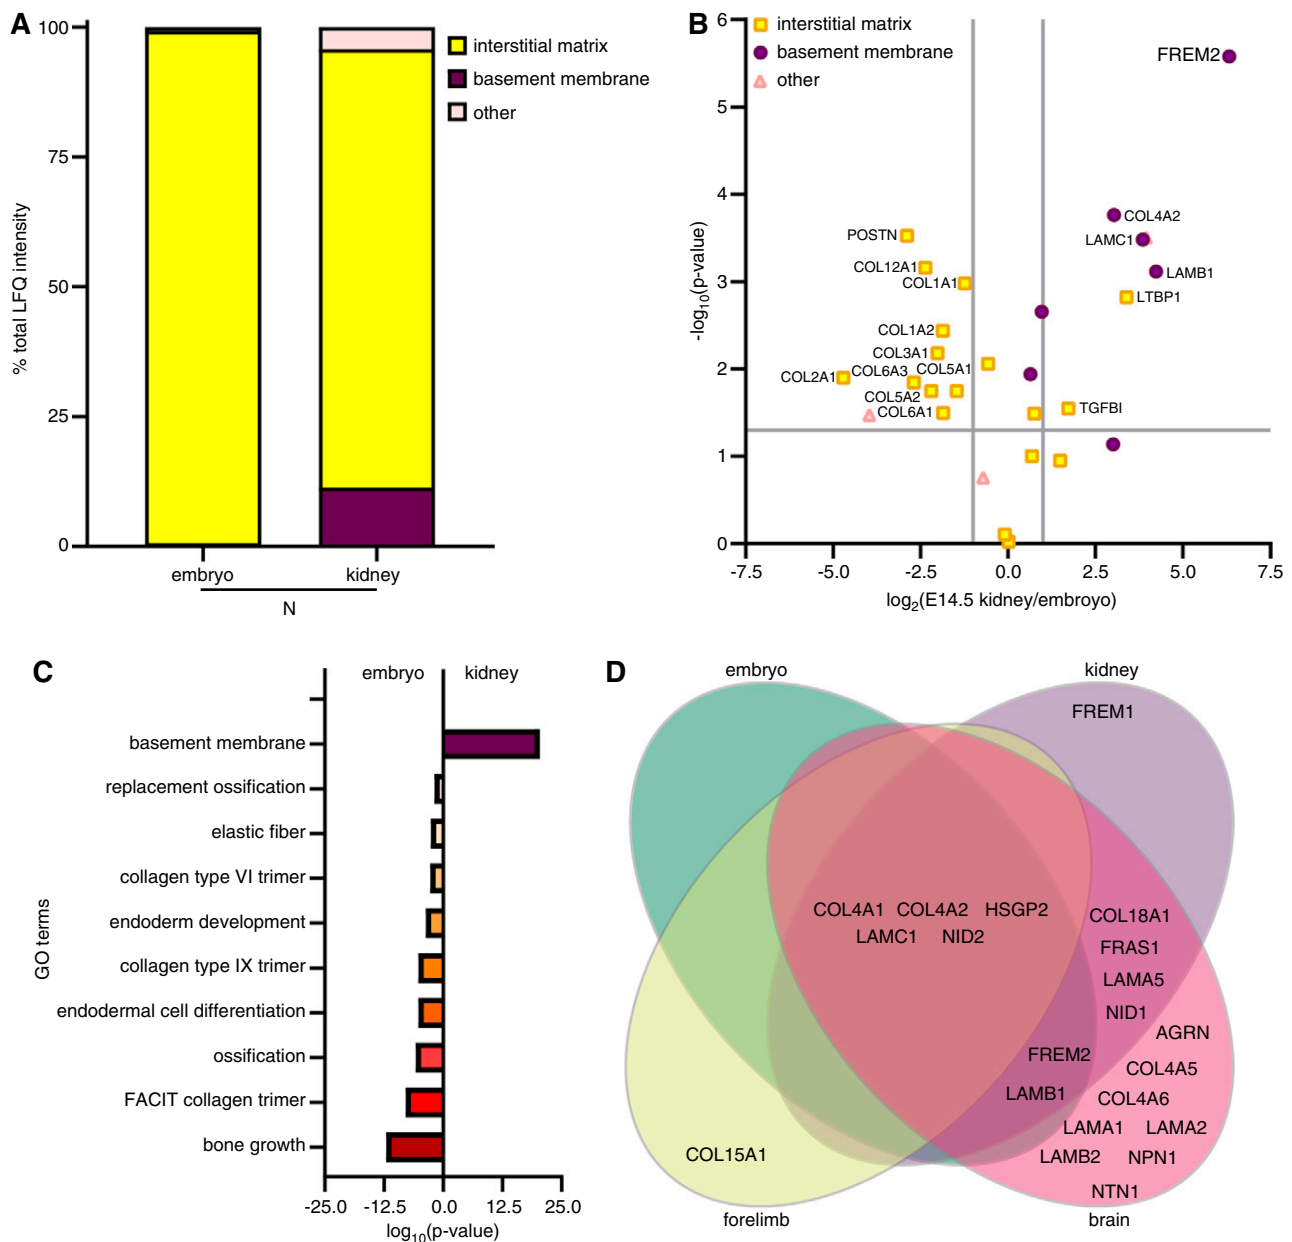 A
100
75
50
25
0
% total LFQ intensity
embryo
kidney
N
interstitial matrix
basement membrane
other
B
interstitial matrix
basement membrane
other
6
5
4
3
2
1
0
-log10(p-value)
FREM2
COL4A2
POSTN
LAMC1
COL12A1
LAMB1
COL1A1
LTBP1
COL1A2
COL3A1
COL2A1
COL6A3
COL5A1
COL5A2
COL6A1
TGFBI
-7.5
-5.0
-2.5
0.0
2.5
5.0
7.5
log2(E14.5 kidney/embroyo)
C
embryo
kidney
GO terms
basement membrane
replacement ossification
elastic fiber
collagen type VI trimer
endoderm development
collagen type IX trimer
endodermal cell differentiation
ossification
FACIT collagen trimer
bone growth
-25.0
-12.5
0.0
12.5
25.0
log10(p-value)
D
embryo
kidney
FREM1
COL4A1 COL4A2 HSGP2
LAMC1 NID2
COL18A1
FRAS1
LAMA5
NID1
AGRN
FREM2
COL4A5
LAMB1
COL4A6
LAMA1 LAMA2
COL15A1
LAMB2 NPN1
NTN1
forelimb
brain